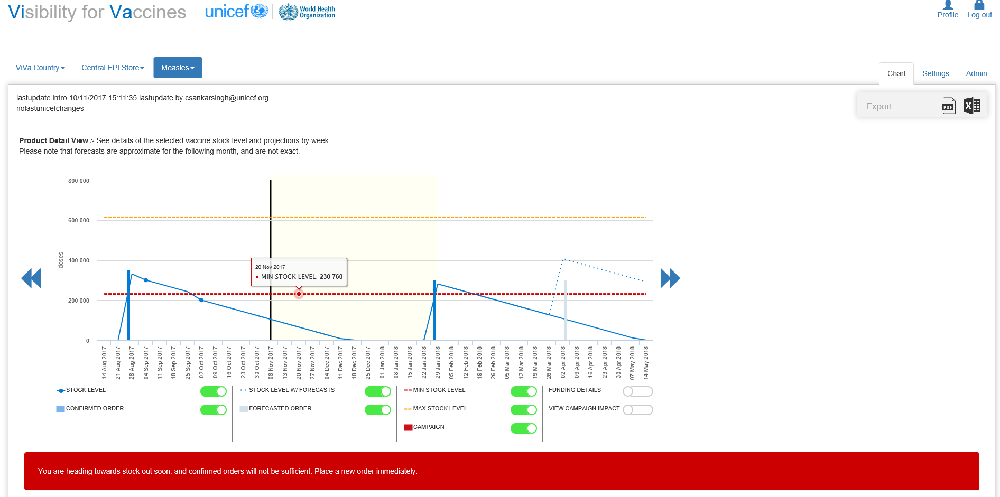 Visibility for Vaccines
unicef
World Health
Organization
Profile
Log out
ViVa Country
Central EPI Store
Measles
Chart
Settings
Admin
lastupdate.intro 10/11/2017 15:11:35 lastupdate.by csankarsingh@unicef.org
nolastunicefchanges
Export:
PDF
X
Product Detail View > See details of the selected vaccine stock level and projections by week.
Please note that forecasts are approximate for the following month, and are not exact.
800 000
600 000
400 000
200 000
0
doses
20 Nov 2017
MIN STOCK LEVEL: 230 760
14 Aug 2017
21 Aug 2017
28 Aug 2017
04 Sep 2017
11 Sep 2017
18 Sep 2017
25 Sep 2017
02 Oct 2017
09 Oct 2017
16 Oct 2017
23 Oct 2017
30 Oct 2017
06 Nov 2017
13 Nov 2017
20 Nov 2017
27 Nov 2017
04 Dec 2017
11 Dec 2017
18 Dec 2017
25 Dec 2017
01 Jan 2018
08 Jan 2018
15 Jan 2018
22 Jan 2018
29 Jan 2018
05 Feb 2018
12 Feb 2018
19 Feb 2018
26 Feb 2018
05 Mar 2018
12 Mar 2018
19 Mar 2018
26 Mar 2018
02 Apr 2018
09 Apr 2018
16 Apr 2018
23 Apr 2018
30 Apr 2018
07 May 2018
14 May 2018
STOCK LEVEL
CONFIRMED ORDER
STOCK LEVEL W/ FORECASTS
FORECASTED ORDER
MIN STOCK LEVEL
MAX STOCK LEVEL
CAMPAIGN
FUNDING DETAILS
VIEW CAMPAIGN IMPACT
You are heading towards stock out soon, and confirmed orders will not be sufficient. Place a new order immediately.